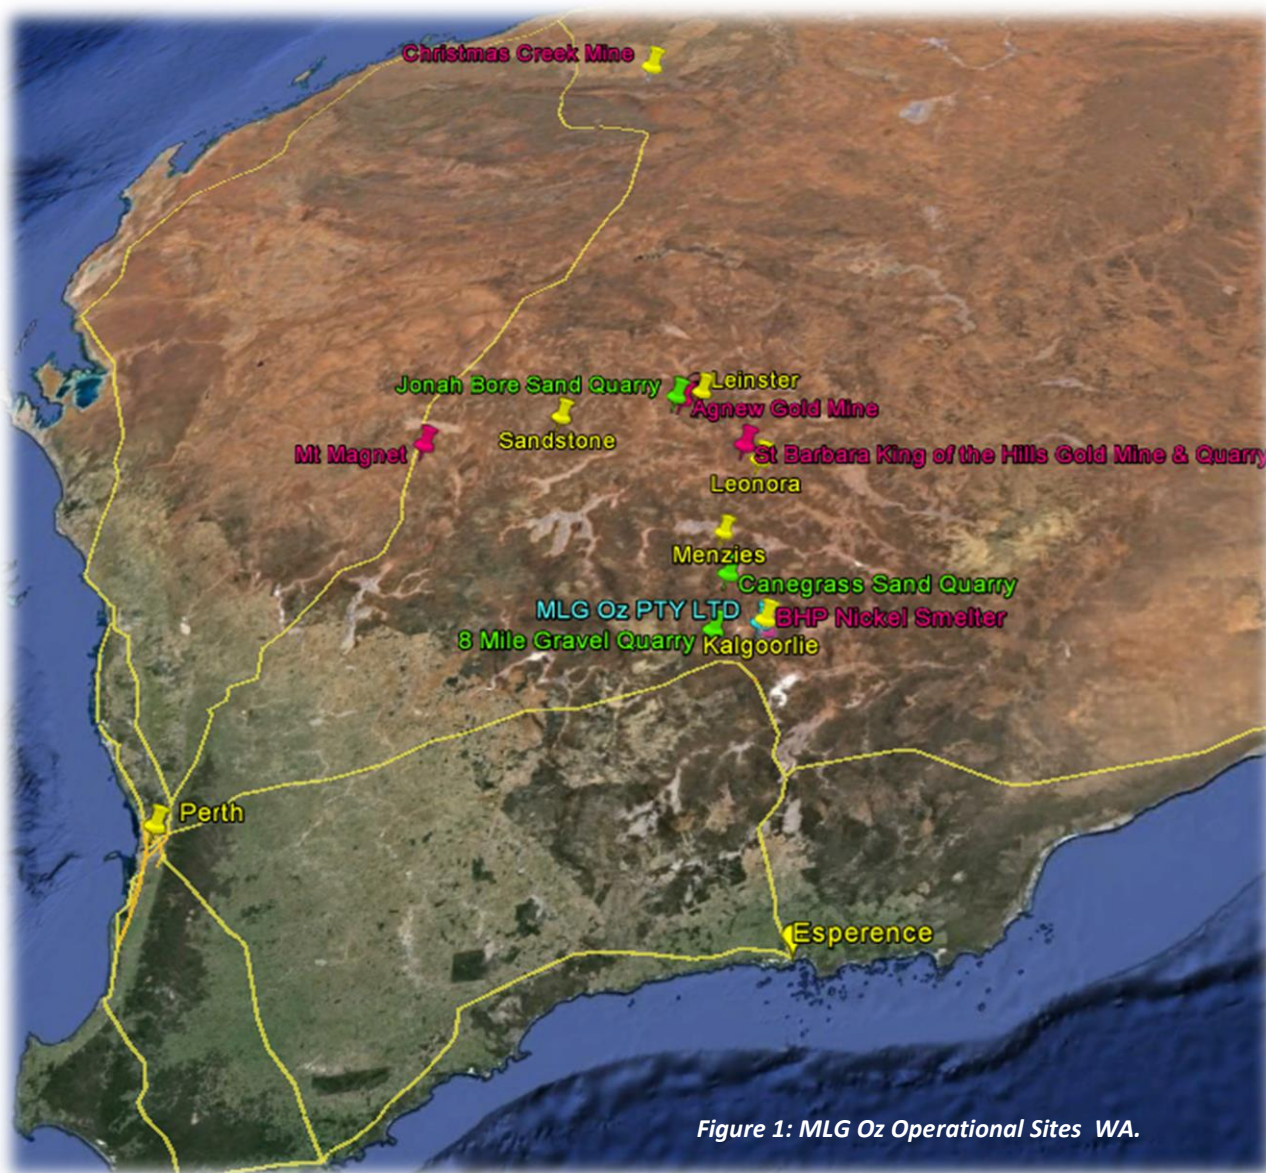 Christmas Creek Mine
Jonah Bore Sand Quarry
Leinster
Agnew Gold Mine
Sandstone
Mt Magnet
St Barbara King of the Hills Gold Mine & Quarry
Leonora
Menzies
Canegrass Sand Quarry
MLG Oz PTY LTD
BHP Nickel Smelter
8 Mile Gravel Quarry
Kalgoorlie
Perth
Esperence
Figure 1: MLG Oz Operational Sites WA.